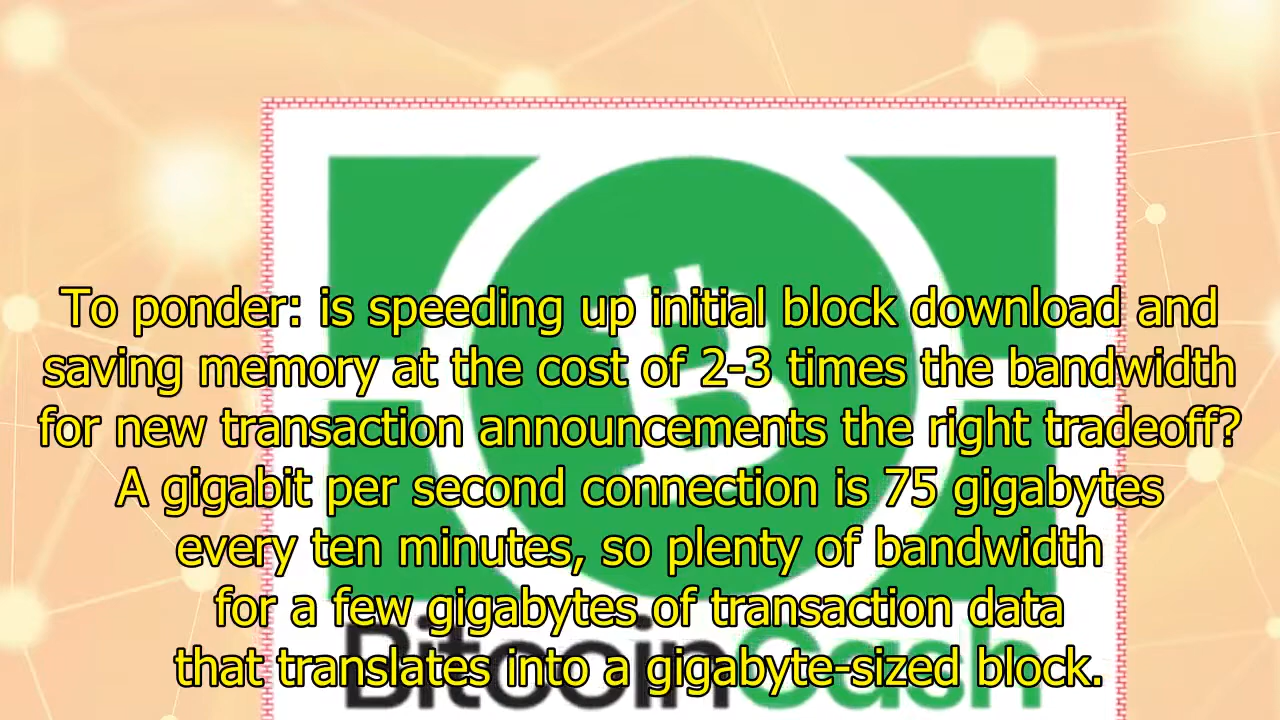 To ponder: is speeding up initial block download and
saving memory at the cost of 2-3 times the bandwidth
for new transaction announcements the right tradeoff?
A gigabit per second connection is 75 gigabytes
every ten minutes, so plenty of bandwidth
for a few gigabytes of transaction data
that translates into a gigabyte-sized block.
Bitcoin Cash